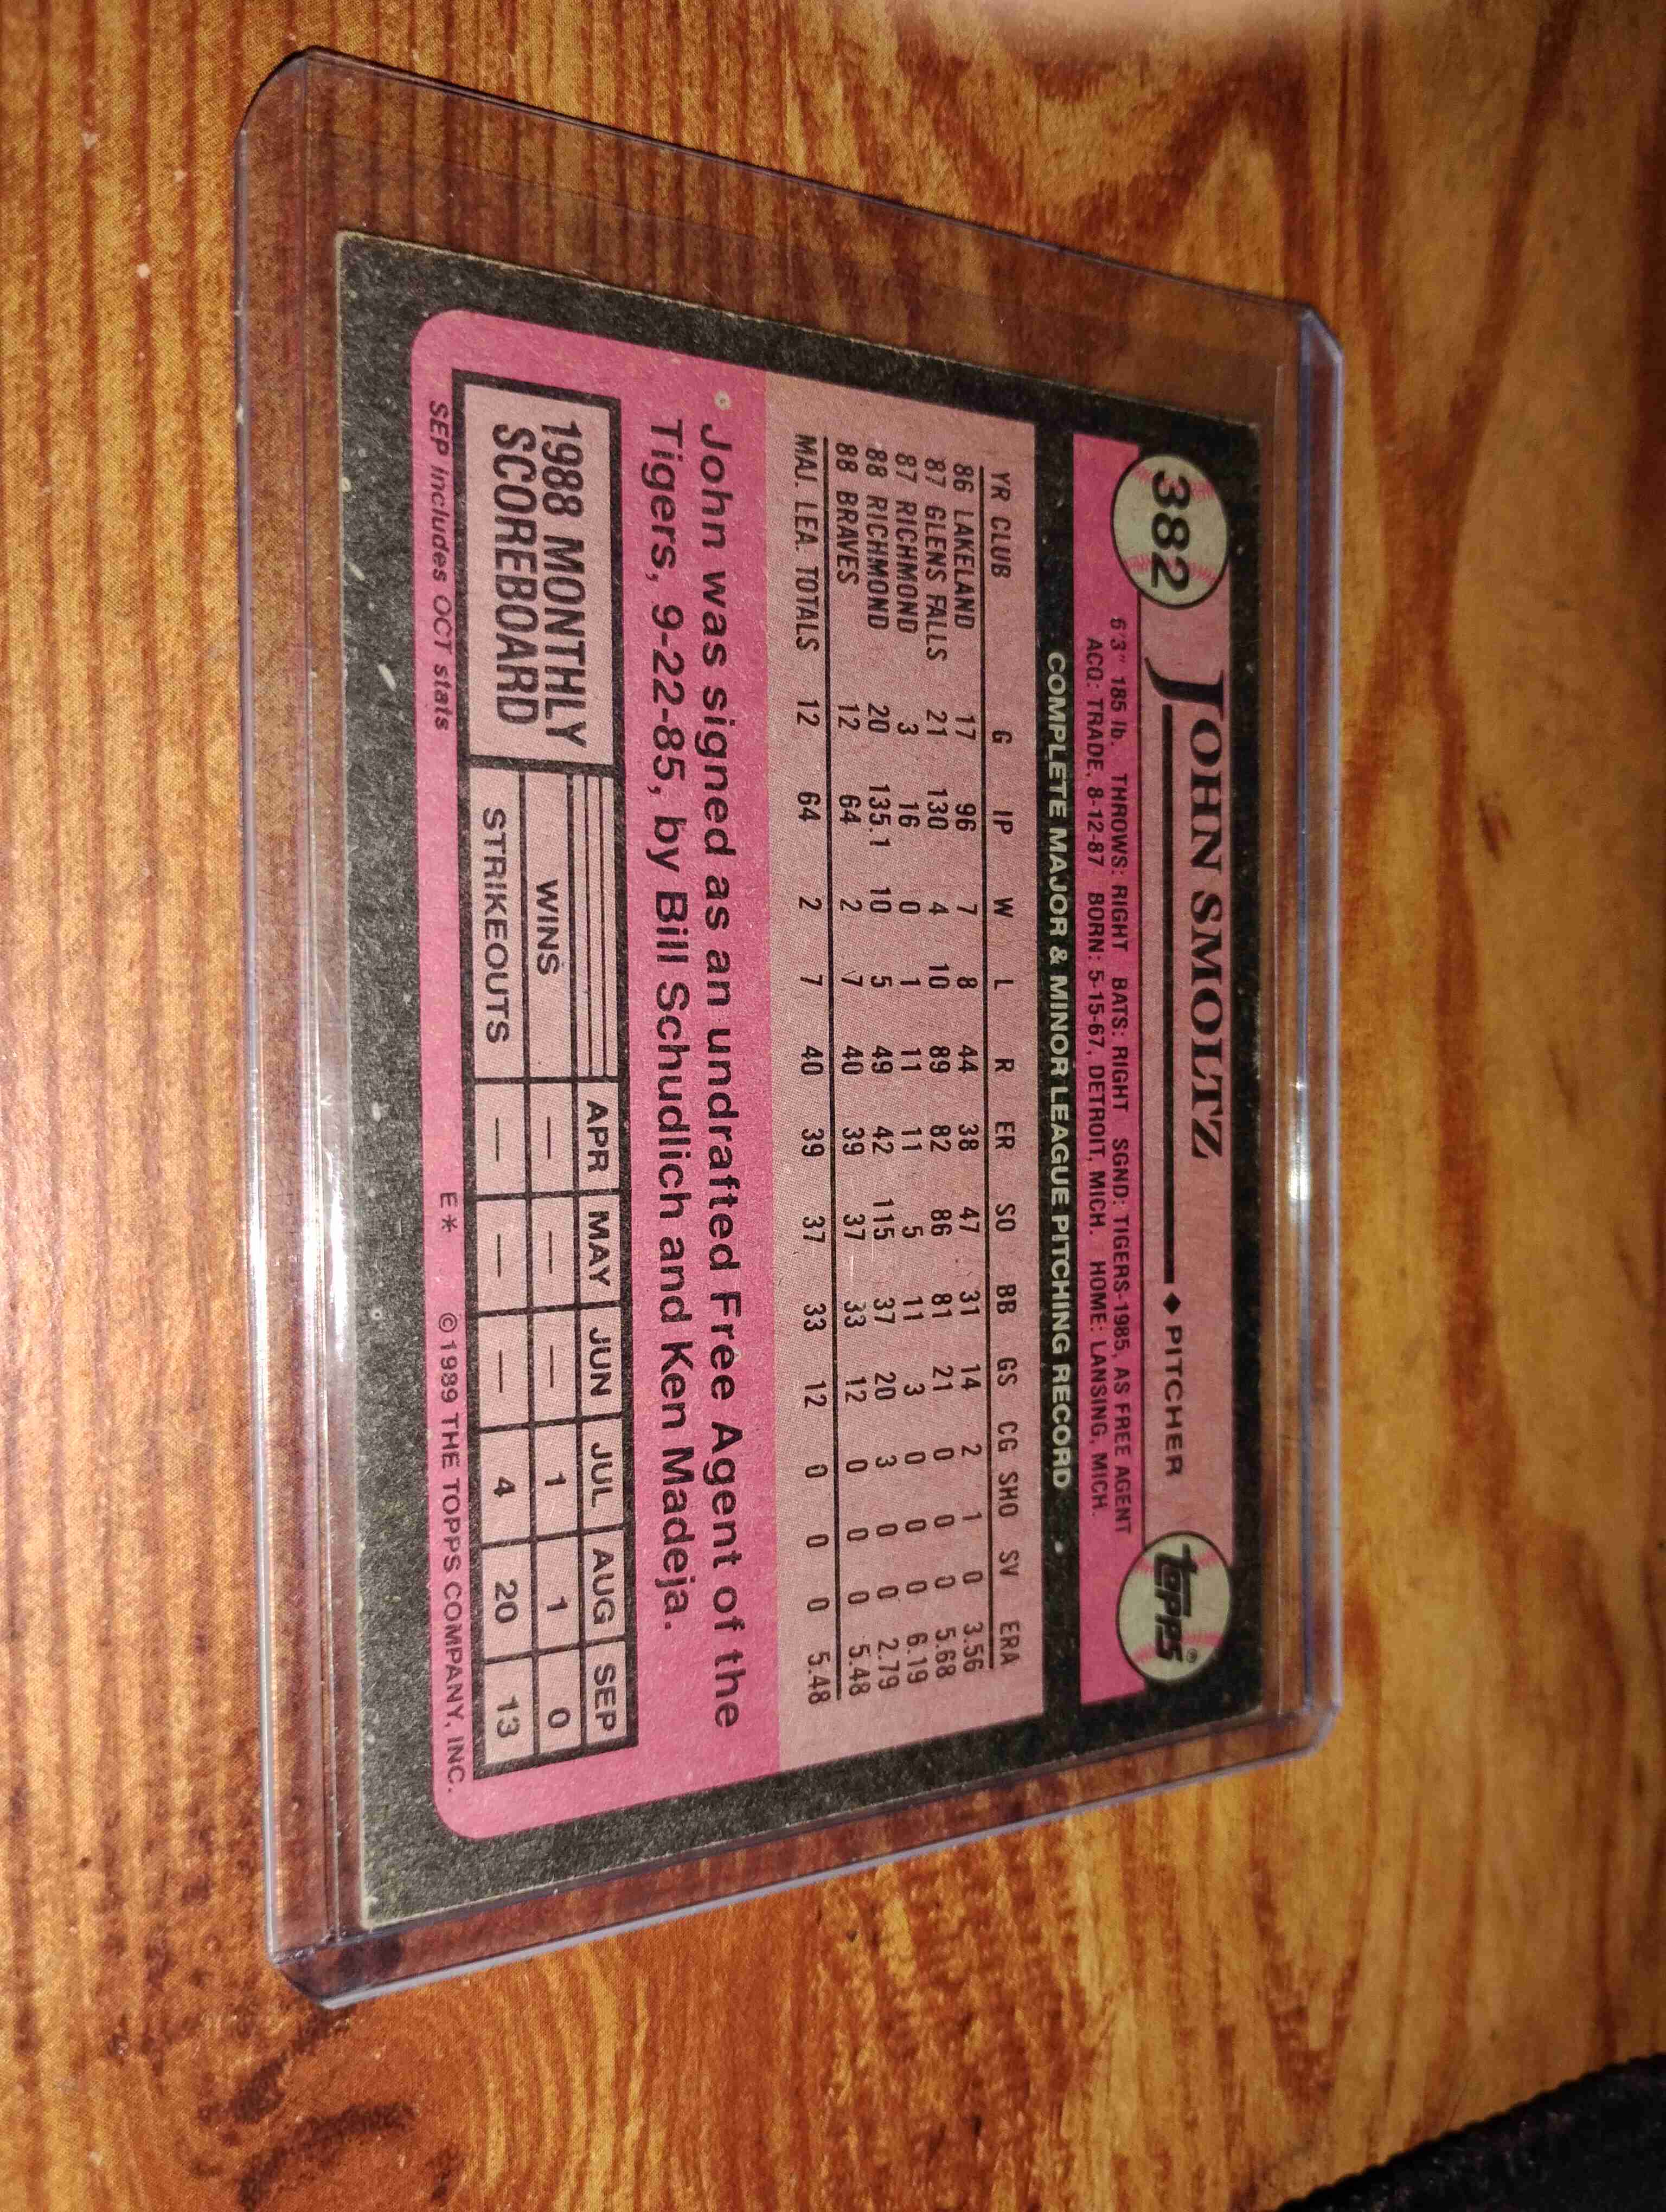 382
JOHN SMOLTZ ♦ PITCHER
topps®
6'3" 185 lb. THROWS: RIGHT BATS: RIGHT SGND: TIGERS-1985, AS FREE AGENT
ACQ: TRADE, 8-12-87 BORN: 5-15-67, DETROIT, MICH. HOME: LANSING, MICH.
COMPLETE MAJOR & MINOR LEAGUE PITCHING RECORD
YR CLUB G IP W L R ER SO BB GS CG SHO SV ERA
86 LAKELAND 17 96 7 8 44 38 47 31 14 2 1 0 3.56
87 GLENS FALLS 21 130 4 10 89 82 86 81 21 0 0 0 5.68
87 RICHMOND 3 16 0 1 11 11 5 11 3 0 0 0 6.19
88 RICHMOND 20 135.1 10 5 49 42 115 37 20 3 0 0 2.79
88 BRAVES 12 64 2 7 40 39 37 33 12 0 0 0 5.48
MAJ. LEA. TOTALS 12 64 2 7 40 39 37 33 12 0 0 0 5.48
John was signed as an undrafted Free Agent of the
Tigers, 9-22-85, by Bill Schudlich and Ken Madeja.
1988 MONTHLY
SCOREBOARD
APR MAY JUN JUL AUG SEP
WINS — — — 1 1 0
STRIKEOUTS — — — 4 20 13
SEP includes OCT stats E* © 1989 THE TOPPS COMPANY, INC.